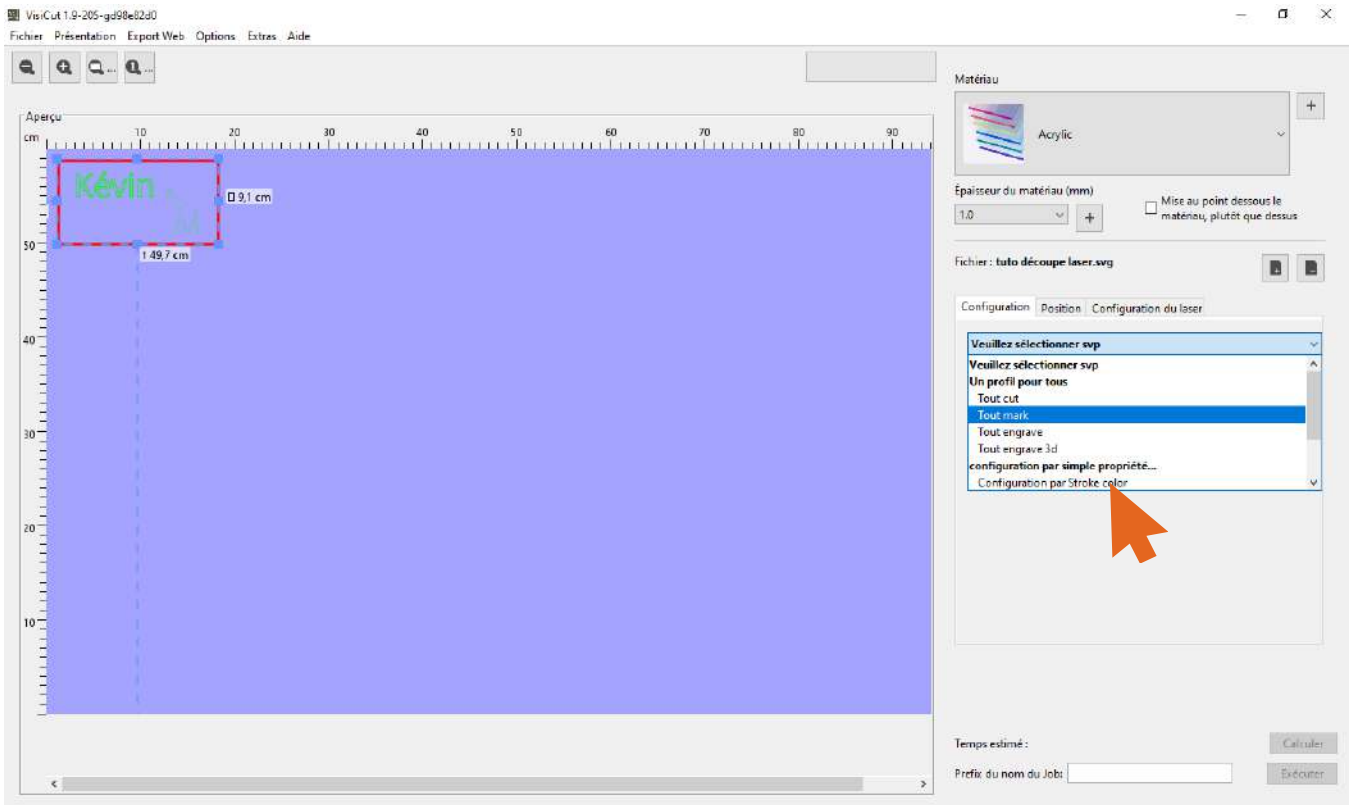 VisiCut 1.9-205-gd98e82d0
Fichier Présentation Export Web Options Extras Aide
... ...
Matériau
Acrylic
+
Épaisseur du matériau (mm)
1.0
+
Mise au point dessous le
matériau, plutôt que dessus
Fichier : tuto découpe laser.svg
Configuration Position Configuration du laser
Veuillez sélectionner svp
Veuillez sélectionner svp
Un profil pour tous
Tout cut
Tout mark
Tout engrave
Tout engrave 3d
configuration par simple propriété...
Configuration par Stroke color
Aperçu
cm 10 20 30 40 50 60 70 80 90
Kévin
9,1 cm
50
49,7 cm
40
30
20
10
Temps estimé :
Calculer
Prefix du nom du Job:
Exécuter